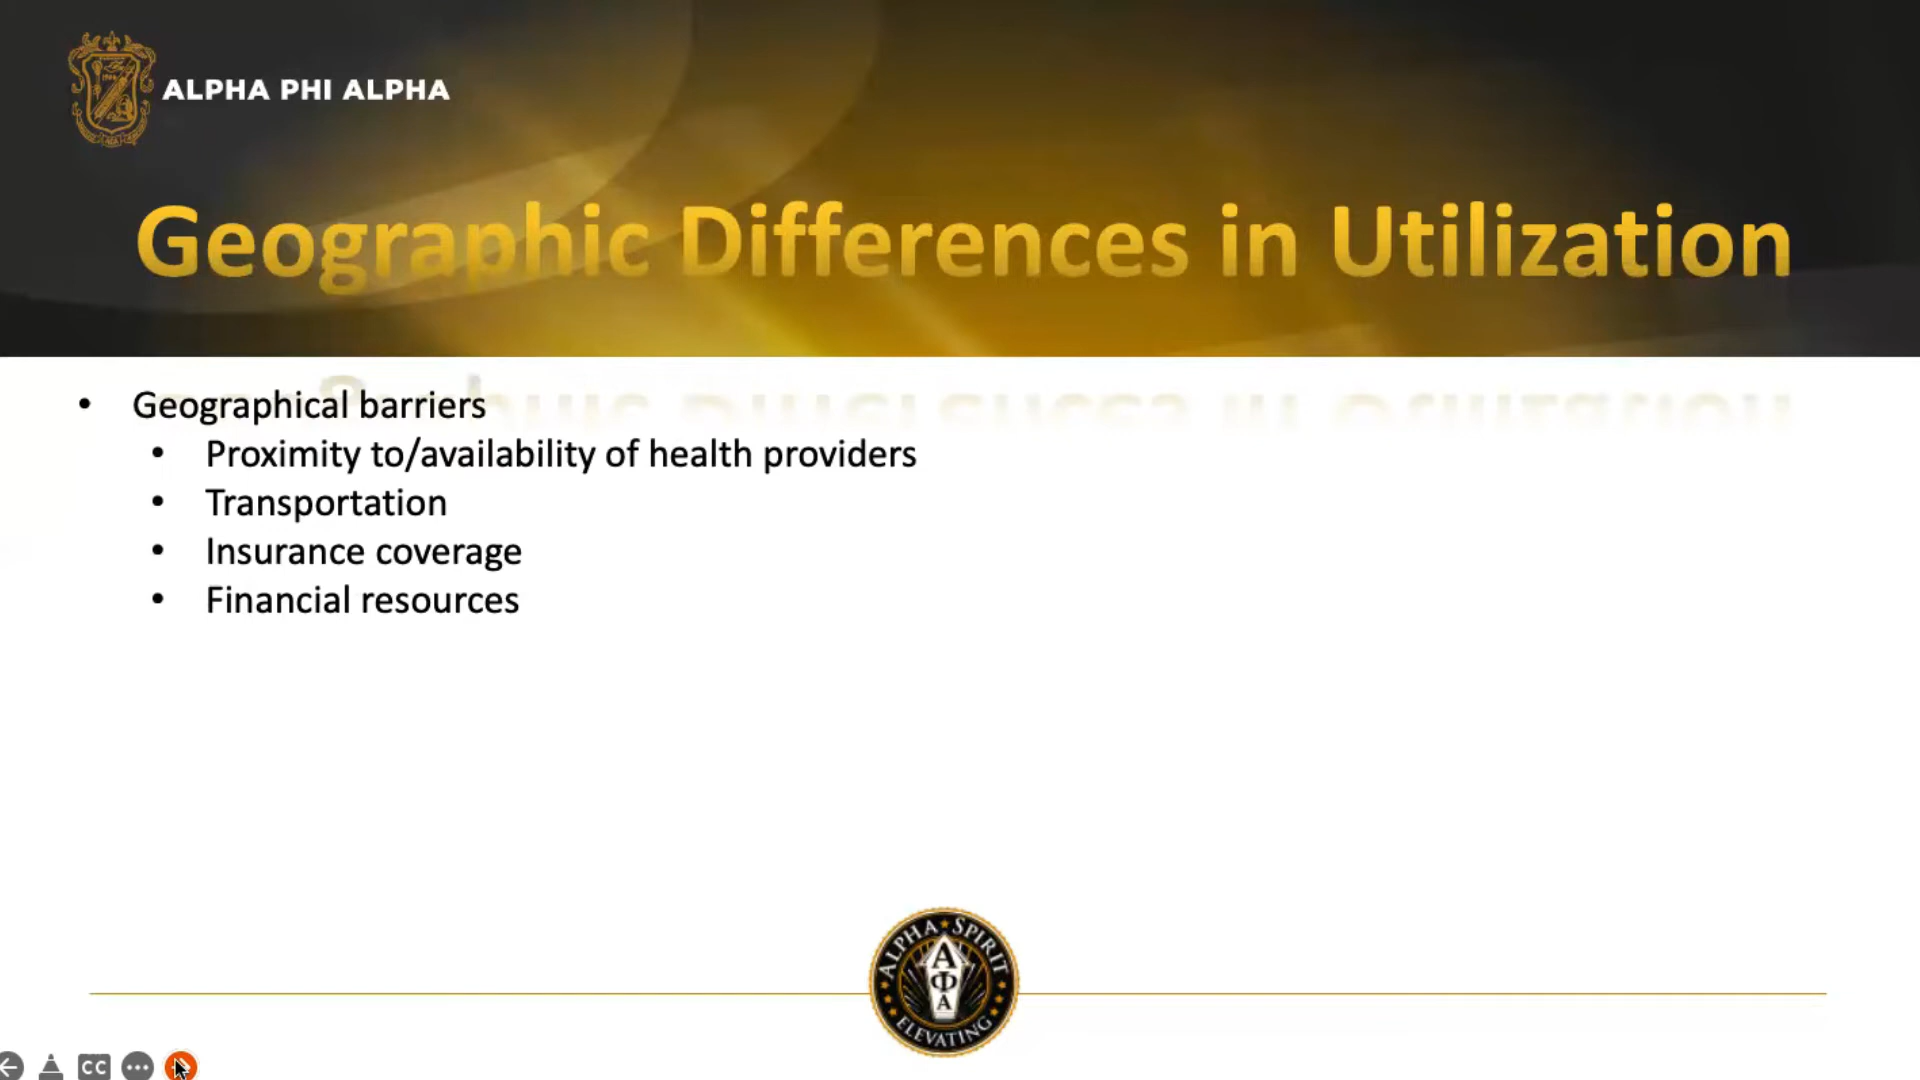 ALPHA PHI ALPHA
Geographic Differences in Utilization
• Geographical barriers
• Proximity to/availability of health providers
• Transportation
• Insurance coverage
• Financial resources
ALPHA ★ SPIRIT
Α
Φ
Α
ELEVATING
CC